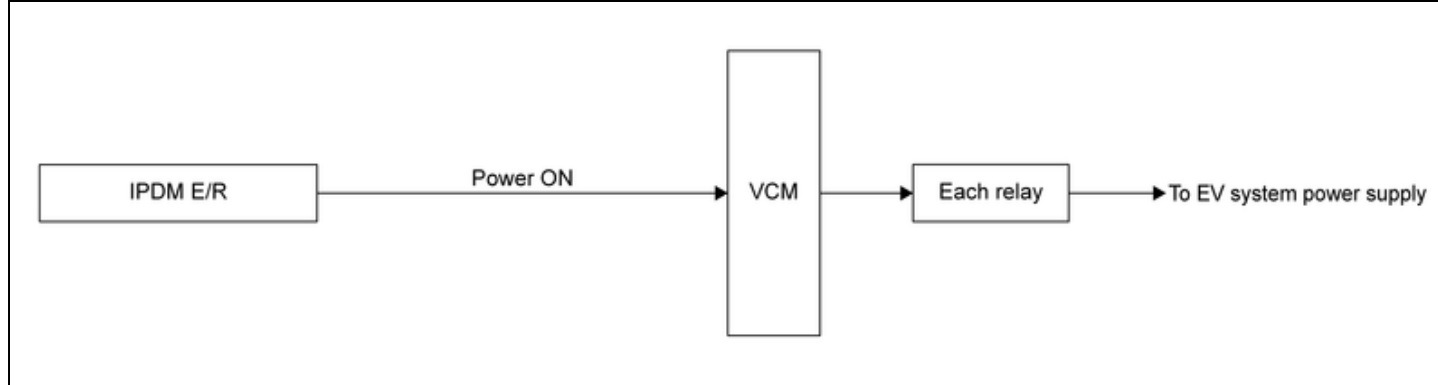 IPDM E/R
Power ON
VCM
Each relay
To EV system power supply